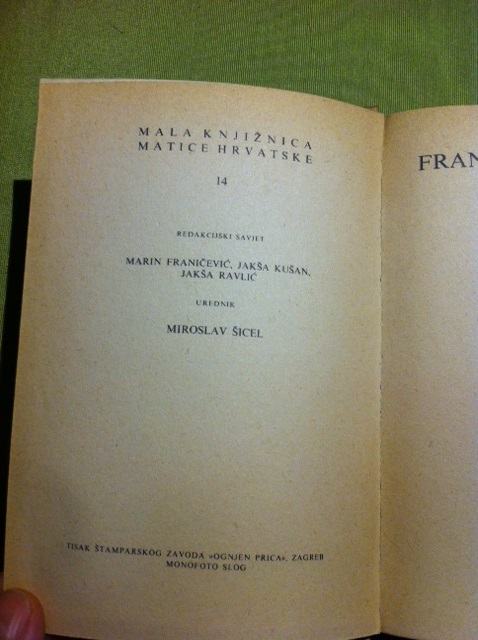 MALA KNJIŽNICA
MATICE HRVATSKE
14
REDAKCIJSKI SAVJET
MARIN FRANIČEVIĆ, JAKŠA KUŠAN,
JAKŠA RAVLIĆ
UREDNIK
MIROSLAV ŠICEL
TISAK ŠTAMPARSKOG ZAVODA »OGNJEN PRICA«, ZAGREB
MONOFOTO SLOG
FRAN